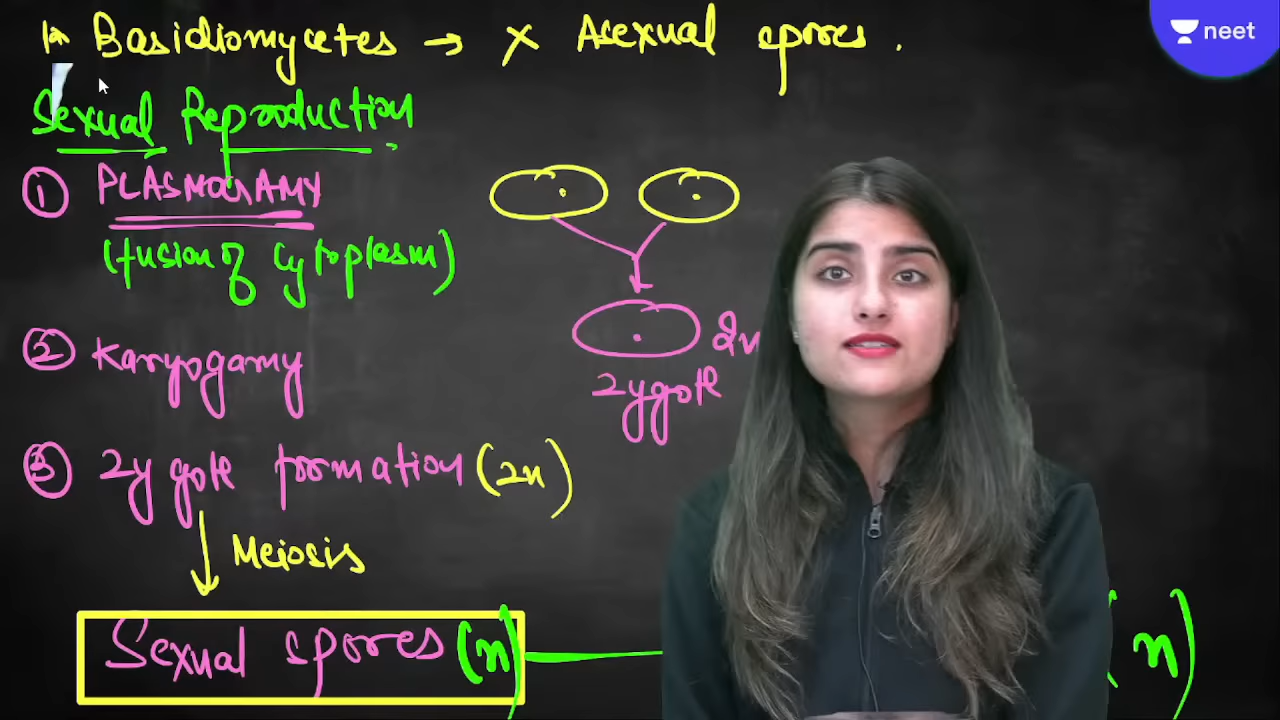 * Basidiomycetes → × Asexual spores.
Sexual Reproduction
① PLASMOGAMY
(fusion of cytoplasm)
② Karyogamy
③ Zygote formation (2n)
Meiosis
Sexual spores (n)
2n
Zygote
(n)
neet